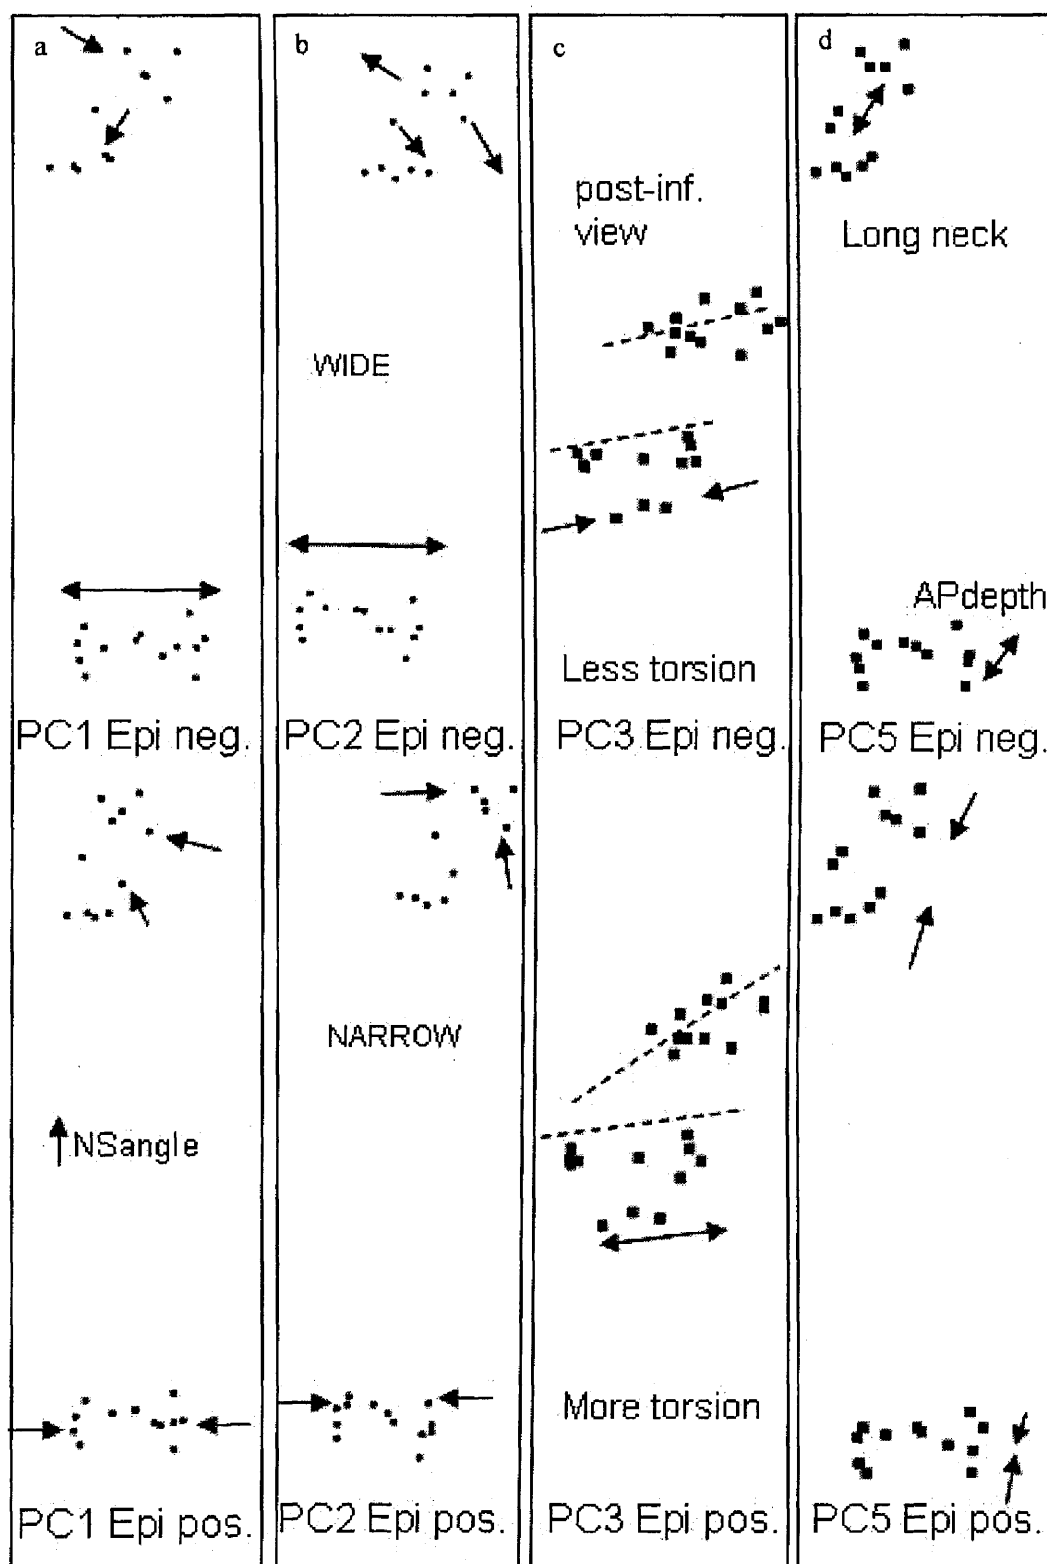 a
PC1 Epi neg.
NSangle
PC1 Epi pos.
b
WIDE
PC2 Epi neg.
NARROW
PC2 Epi pos.
c
post-inf.
view
Less torsion
PC3 Epi neg.
More torsion
PC3 Epi pos.
d
Long neck
APdepth
PC5 Epi neg.
PC5 Epi pos.